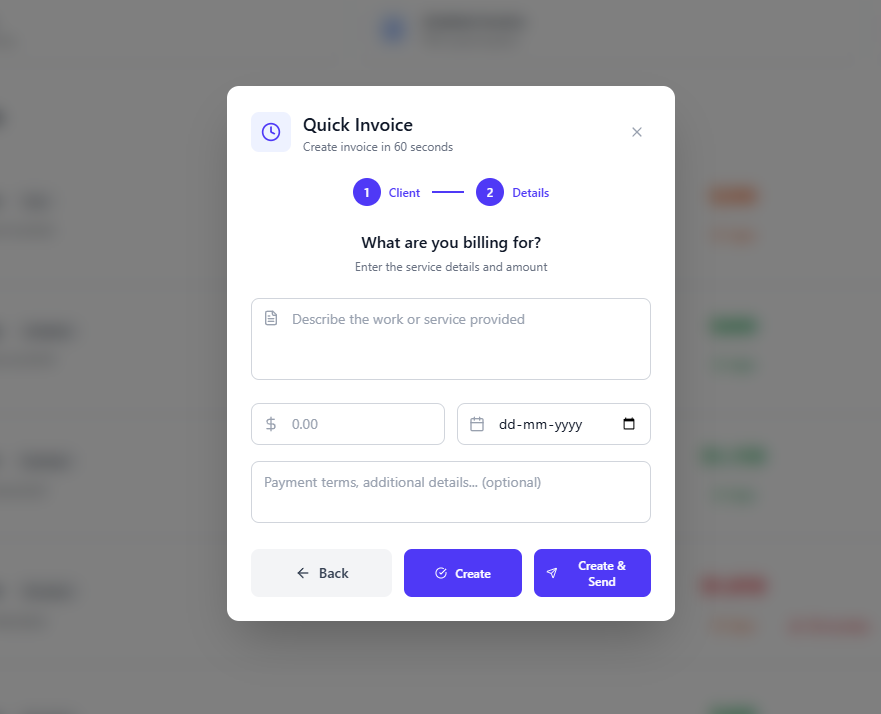 Quick Invoice
Create invoice in 60 seconds
1 Client 2 Details
What are you billing for?
Enter the service details and amount
Describe the work or service provided
$ 0.00 dd-mm-yyyy
Payment terms, additional details... (optional)
Back Create Create &
Send